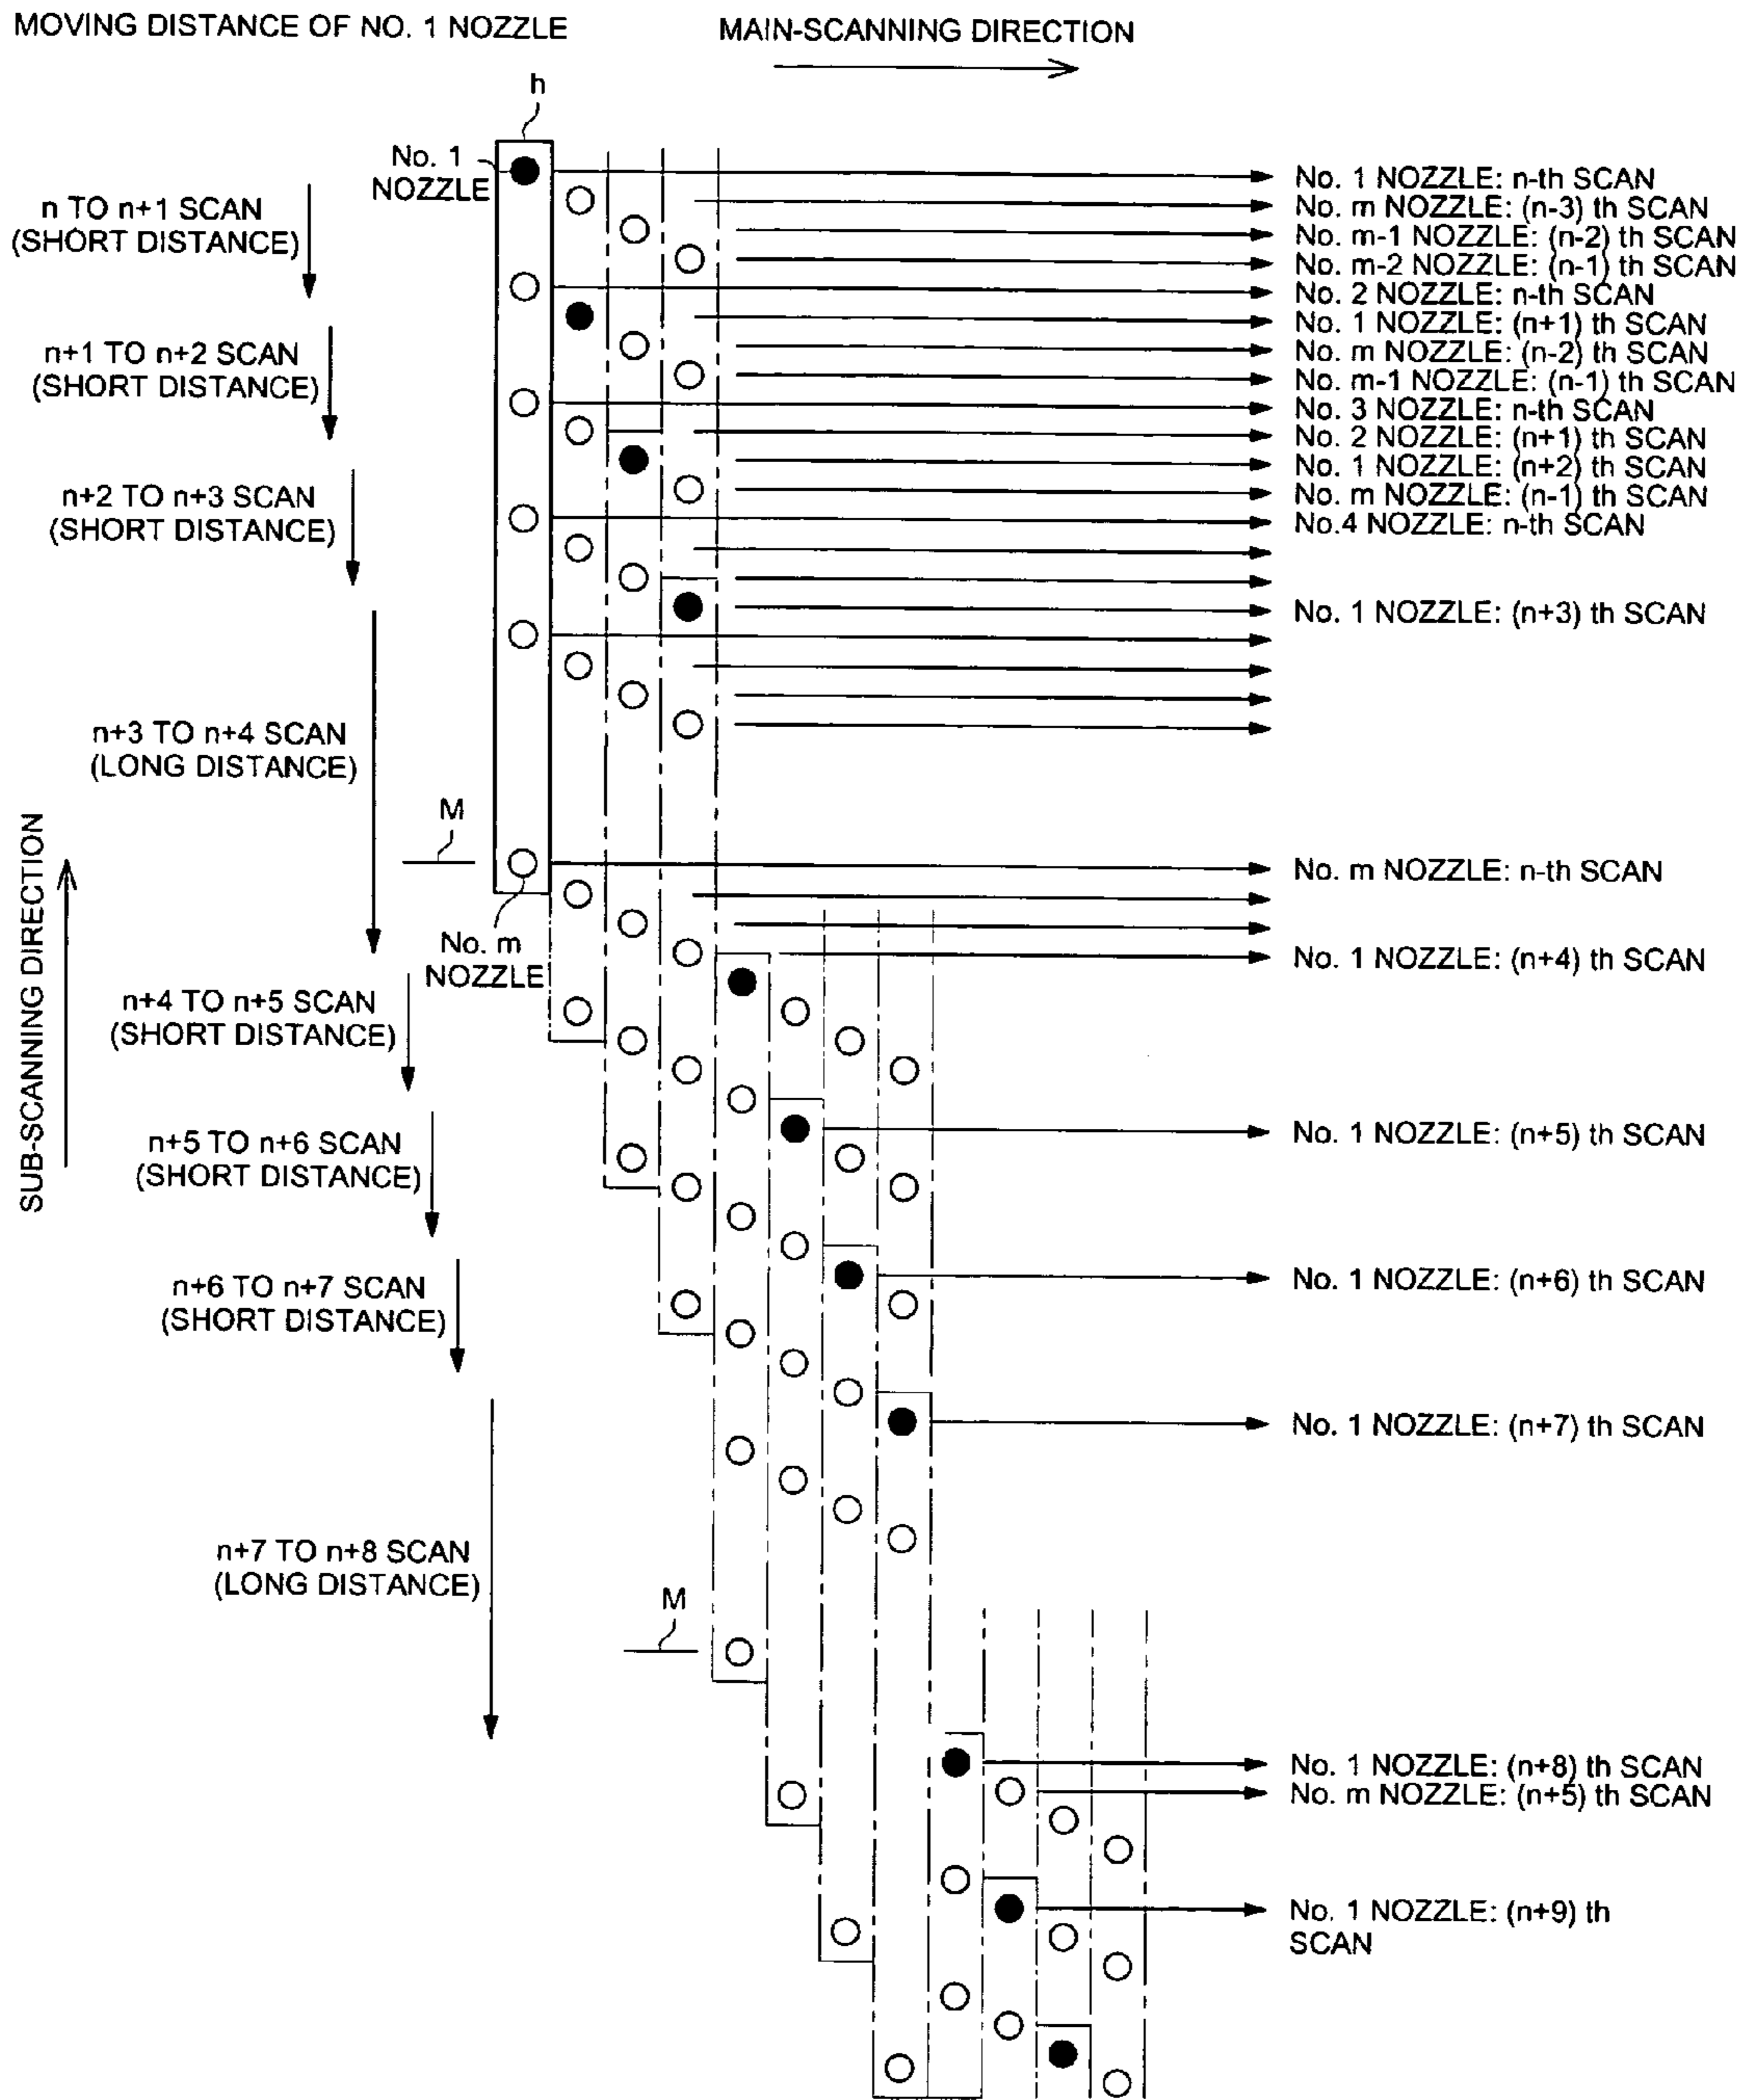 MOVING DISTANCE OF NO. 1 NOZZLE
MAIN-SCANNING DIRECTION
h
No. 1
NOZZLE
n TO n+1 SCAN
(SHORT DISTANCE)
n+1 TO n+2 SCAN
(SHORT DISTANCE)
n+2 TO n+3 SCAN
(SHORT DISTANCE)
n+3 TO n+4 SCAN
(LONG DISTANCE)
M
No. m
NOZZLE
SUB-SCANNING DIRECTION
n+4 TO n+5 SCAN
(SHORT DISTANCE)
n+5 TO n+6 SCAN
(SHORT DISTANCE)
n+6 TO n+7 SCAN
(SHORT DISTANCE)
n+7 TO n+8 SCAN
(LONG DISTANCE)
M
No. 1 NOZZLE: n-th SCAN
No. m NOZZLE: (n-3) th SCAN
No. m-1 NOZZLE: (n-2) th SCAN
No. m-2 NOZZLE: (n-1) th SCAN
No. 2 NOZZLE: n-th SCAN
No. 1 NOZZLE: (n+1) th SCAN
No. m NOZZLE: (n-2) th SCAN
No. m-1 NOZZLE: (n-1) th SCAN
No. 3 NOZZLE: n-th SCAN
No. 2 NOZZLE: (n+1) th SCAN
No. 1 NOZZLE: (n+2) th SCAN
No. m NOZZLE: (n-1) th SCAN
No.4 NOZZLE: n-th SCAN
No. 1 NOZZLE: (n+3) th SCAN
No. m NOZZLE: n-th SCAN
No. 1 NOZZLE: (n+4) th SCAN
No. 1 NOZZLE: (n+5) th SCAN
No. 1 NOZZLE: (n+6) th SCAN
No. 1 NOZZLE: (n+7) th SCAN
No. 1 NOZZLE: (n+8) th SCAN
No. m NOZZLE: (n+5) th SCAN
No. 1 NOZZLE: (n+9) th
SCAN